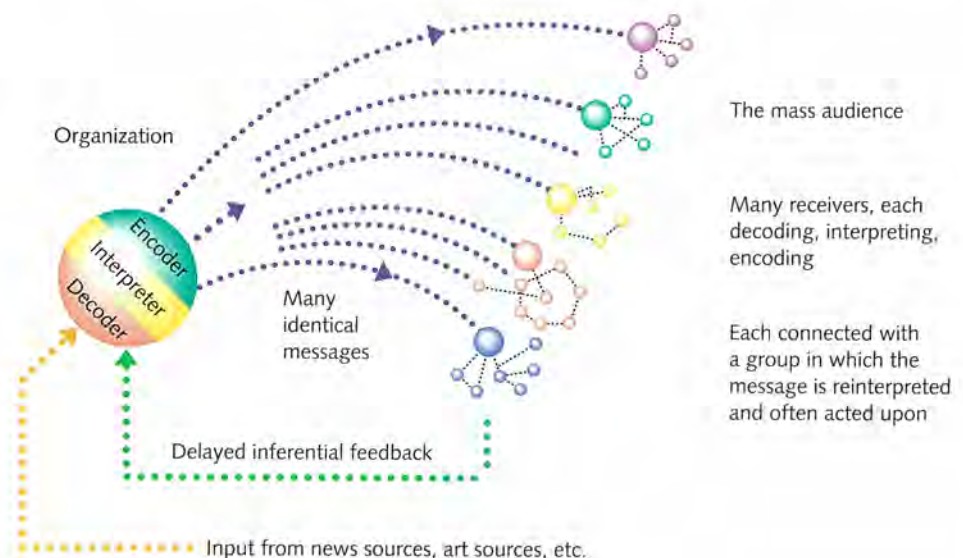 Organization
Encoder
Interpreter
Decoder
Many
identical
messages
The mass audience
Many receivers, each
decoding, interpreting,
encoding
Each connected with
a group in which the
message is reinterpreted
and often acted upon
Delayed inferential feedback
Input from news sources, art sources, etc.